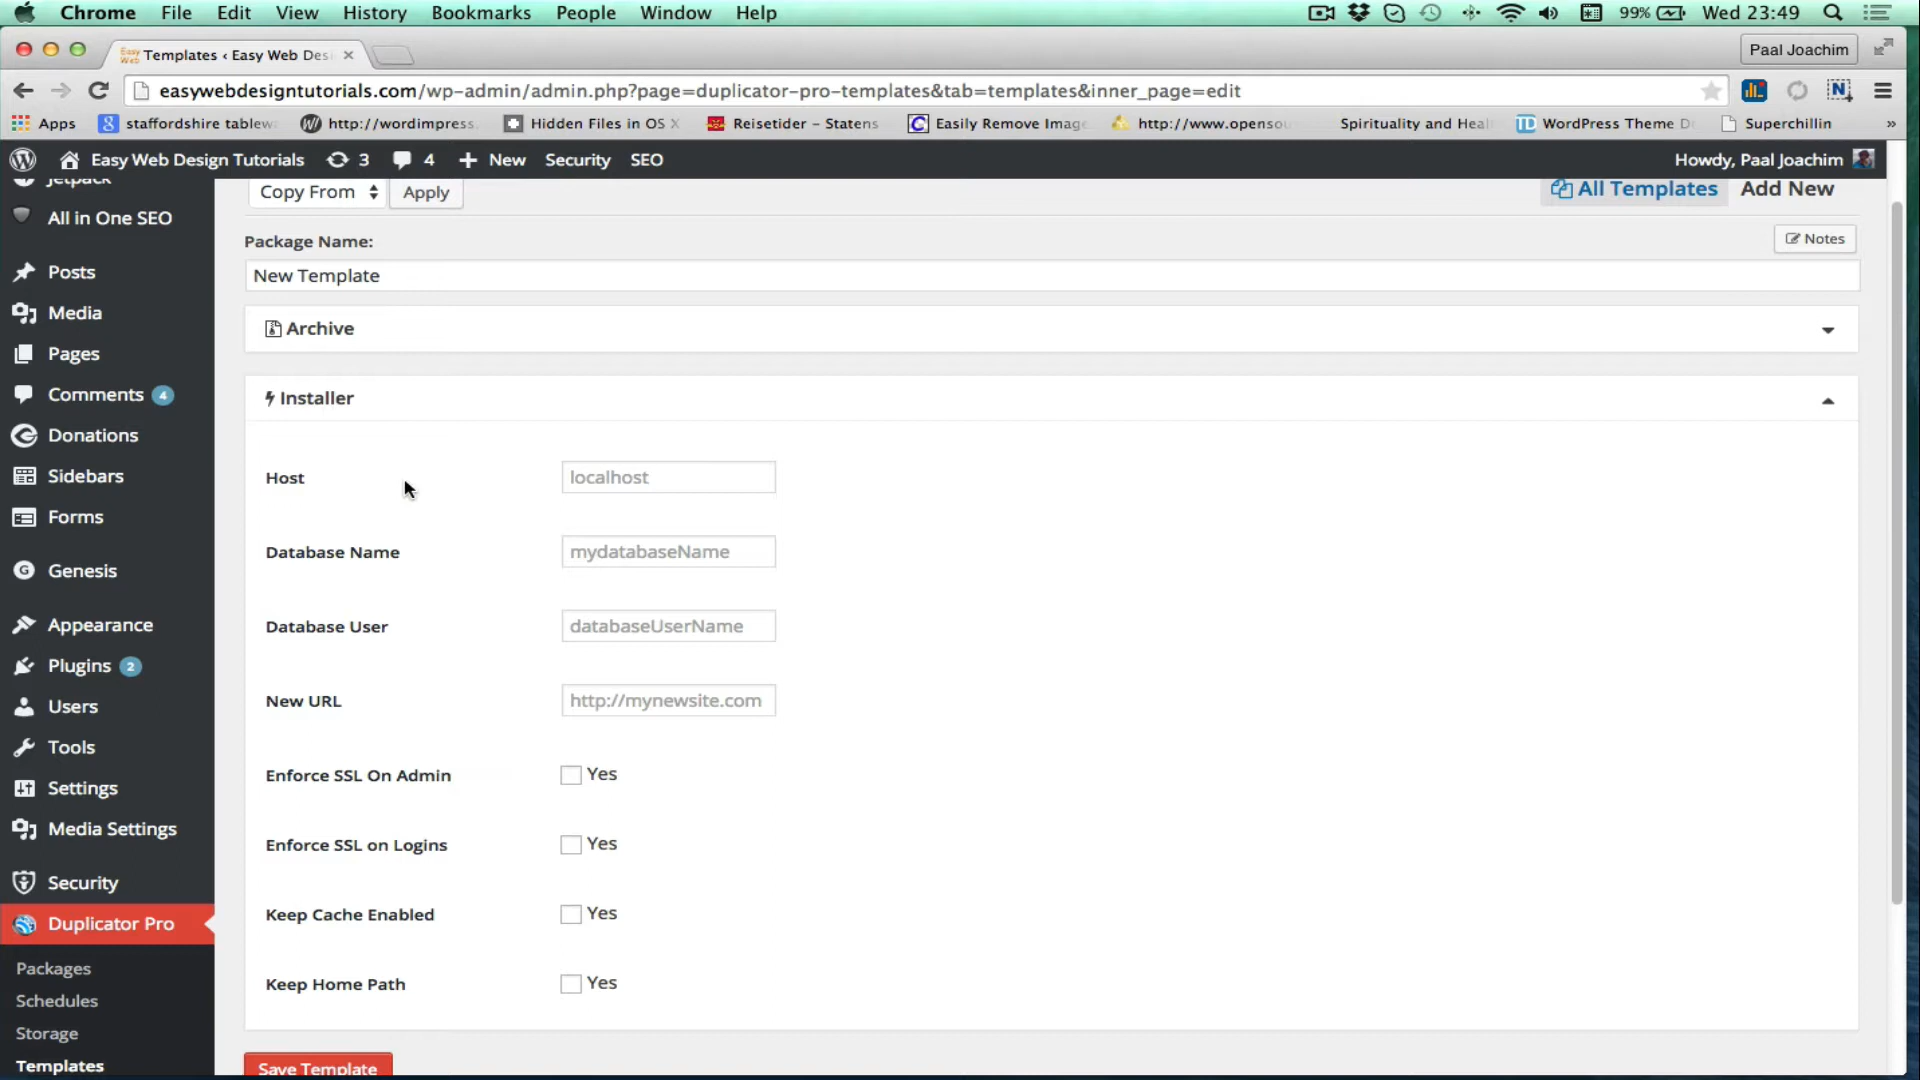 Chrome File Edit View History Bookmarks People Window Help 99% Wed 23:49
Templates ‹ Easy Web Des Paal Joachim
easywebdesigntutorials.com/wp-admin/admin.php?page=duplicator-pro-templates&tab=templates&inner_page=edit
Apps staffordshire tablew http://wordimpress. Hidden Files in OS X Reisetider – Statens Easily Remove Image http://www.openso Spirituality and Heal WordPress Theme D Superchillin »
Easy Web Design Tutorials 3 4 New Security SEO Howdy, Paal Joachim
Jetpack
Copy From Apply All Templates Add New
All in One SEO
Package Name: Notes
Posts
New Template
Media
Archive
Pages
Comments 4
Installer
Donations
Sidebars
Host localhost
Forms
Database Name mydatabaseName
Genesis
Appearance
Database User databaseUserName
Plugins 2
Users
New URL http://mynewsite.com
Tools
Enforce SSL On Admin Yes
Settings
Media Settings
Enforce SSL on Logins Yes
Security
Keep Cache Enabled Yes
Duplicator Pro
Packages
Keep Home Path Yes
Schedules
Storage
Templates
Save Template